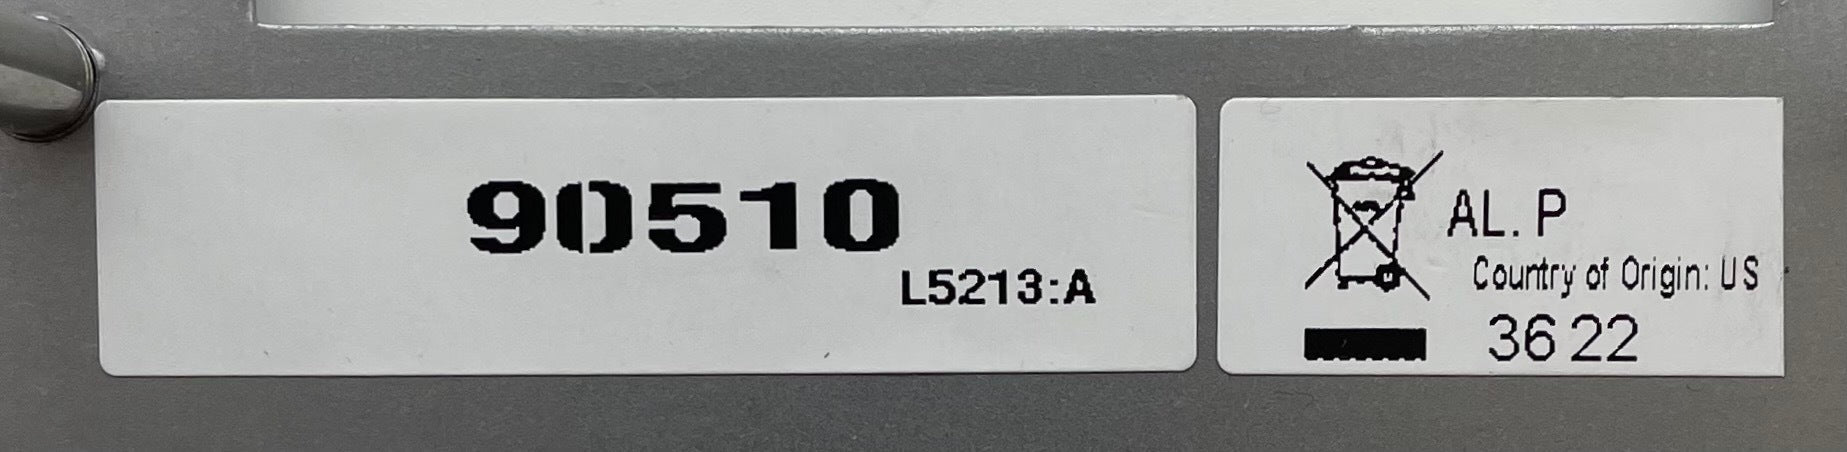 90510
L5213:A
AL. P
Country of Origin: US
36 22